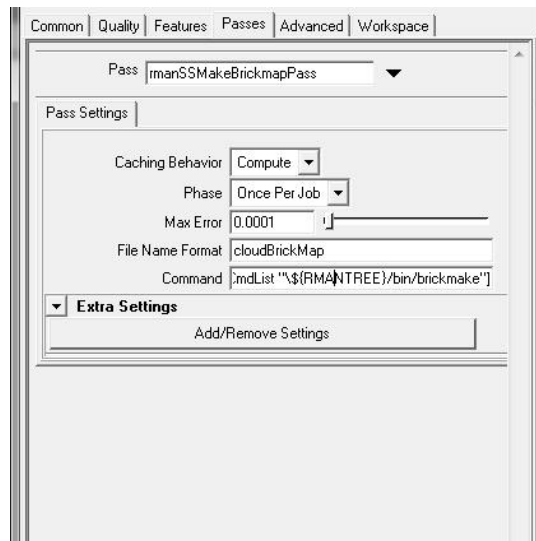 Common Quality Features Passes Advanced Workspace
Pass rmanSSMakeBrickmapPass
Pass Settings
Caching Behavior Compute
Phase Once Per Job
Max Error 0.0001
File Name Format cloudBrickMap
Command mdList "\${RMANTREE}/bin/brickmake"]
Extra Settings
Add/Remove Settings